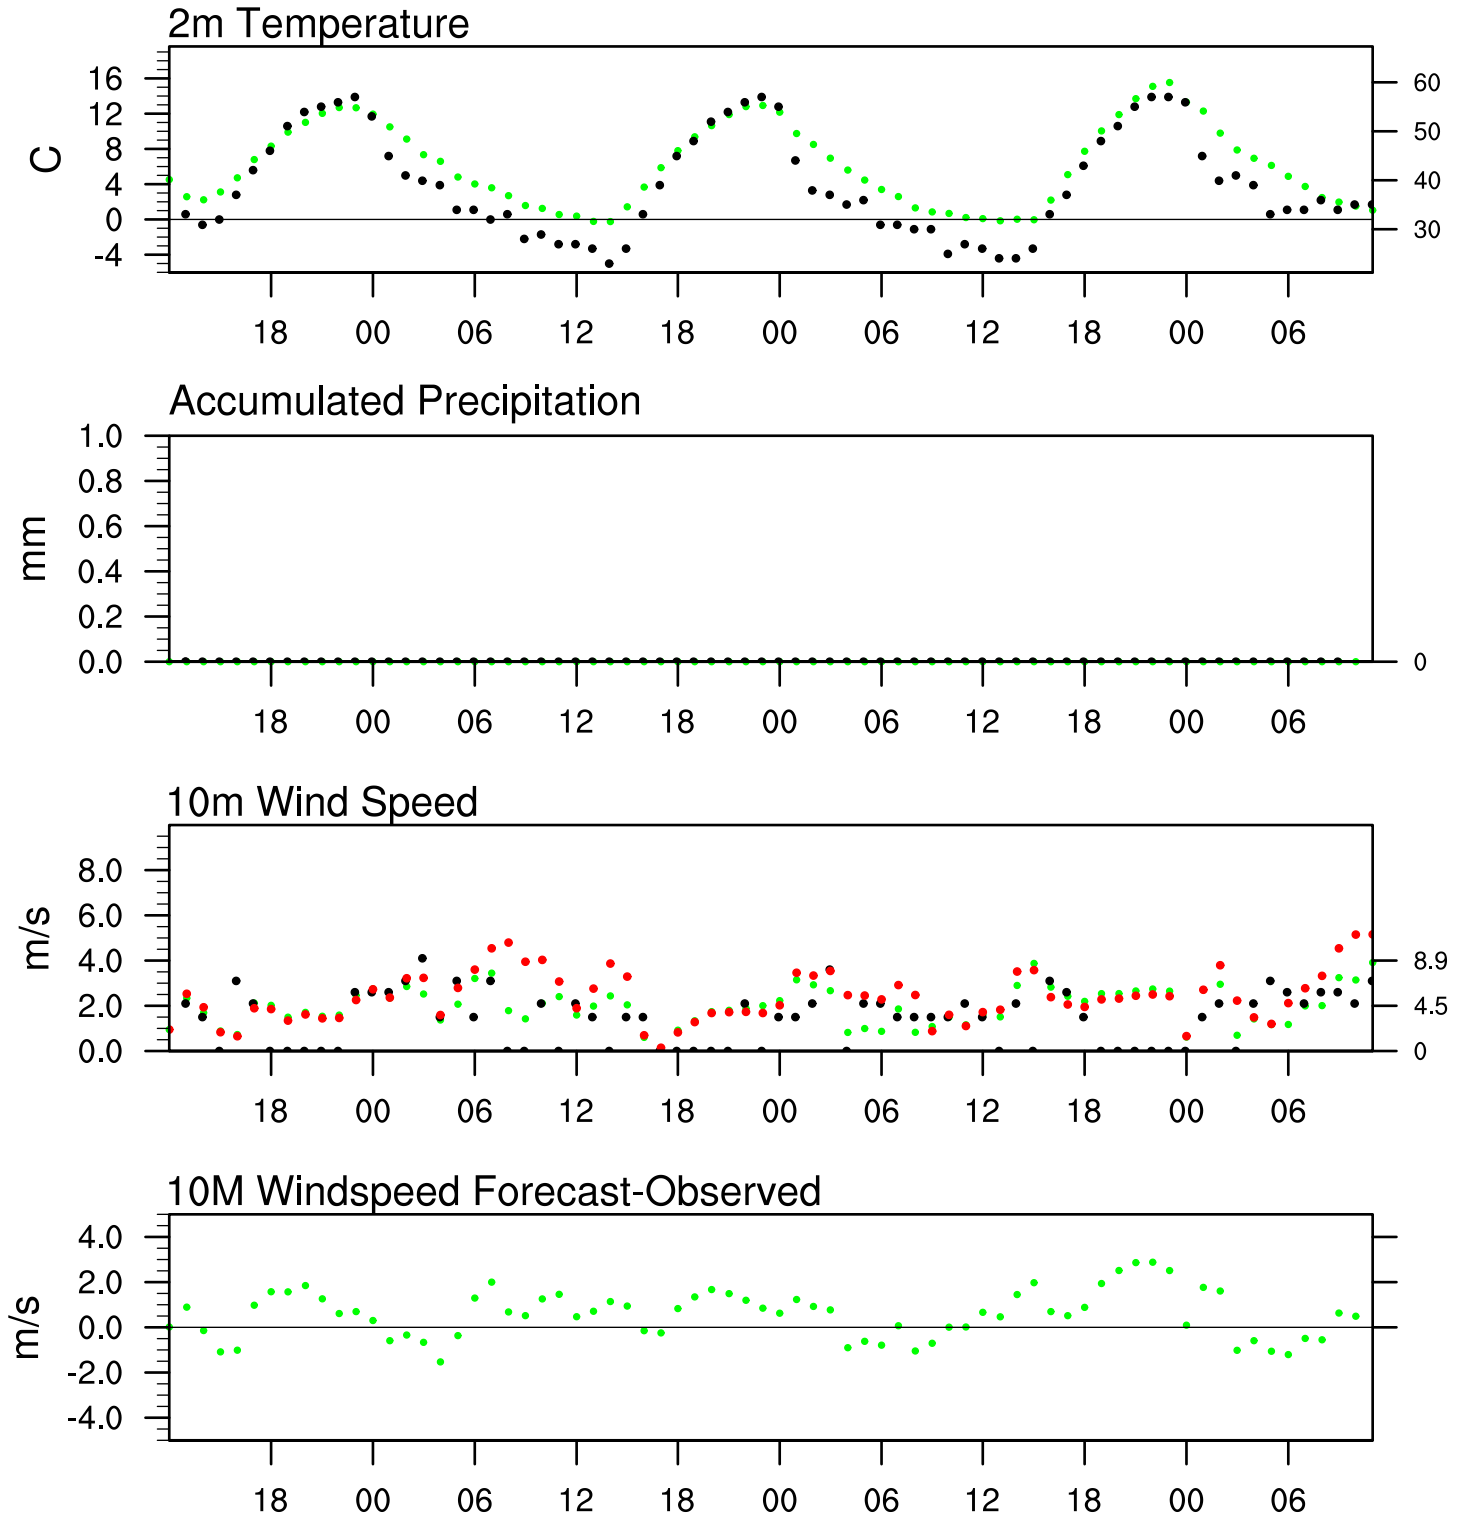 2m Temperature
16
12
8
4
0
-4
C
60
50
40
30
18 00 06 12 18 00 06 12 18 00 06
Accumulated Precipitation
1.0
0.8
0.6
0.4
0.2
0.0
mm
0
18 00 06 12 18 00 06 12 18 00 06
10m Wind Speed
8.0
6.0
4.0
2.0
0.0
m/s
8.9
4.5
0
18 00 06 12 18 00 06 12 18 00 06
10M Windspeed Forecast-Observed
4.0
2.0
0.0
-2.0
-4.0
m/s
18 00 06 12 18 00 06 12 18 00 06